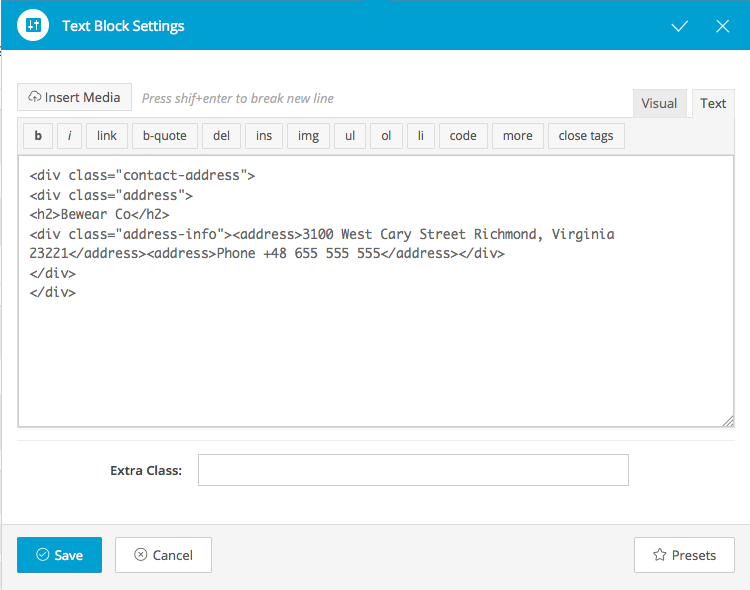 Text Block Settings
Insert Media
Press shif+enter to break new line
Visual
Text
b
i
link
b-quote
del
ins
img
ul
ol
li
code
more
close tags
<div class="contact-address">
<div class="address">
<h2>Bewear Co</h2>
<div class="address-info"><address>3100 West Cary Street Richmond, Virginia
23221</address><address>Phone +48 655 555 555</address></div>
</div>
</div>
Extra Class:
Save
Cancel
Presets